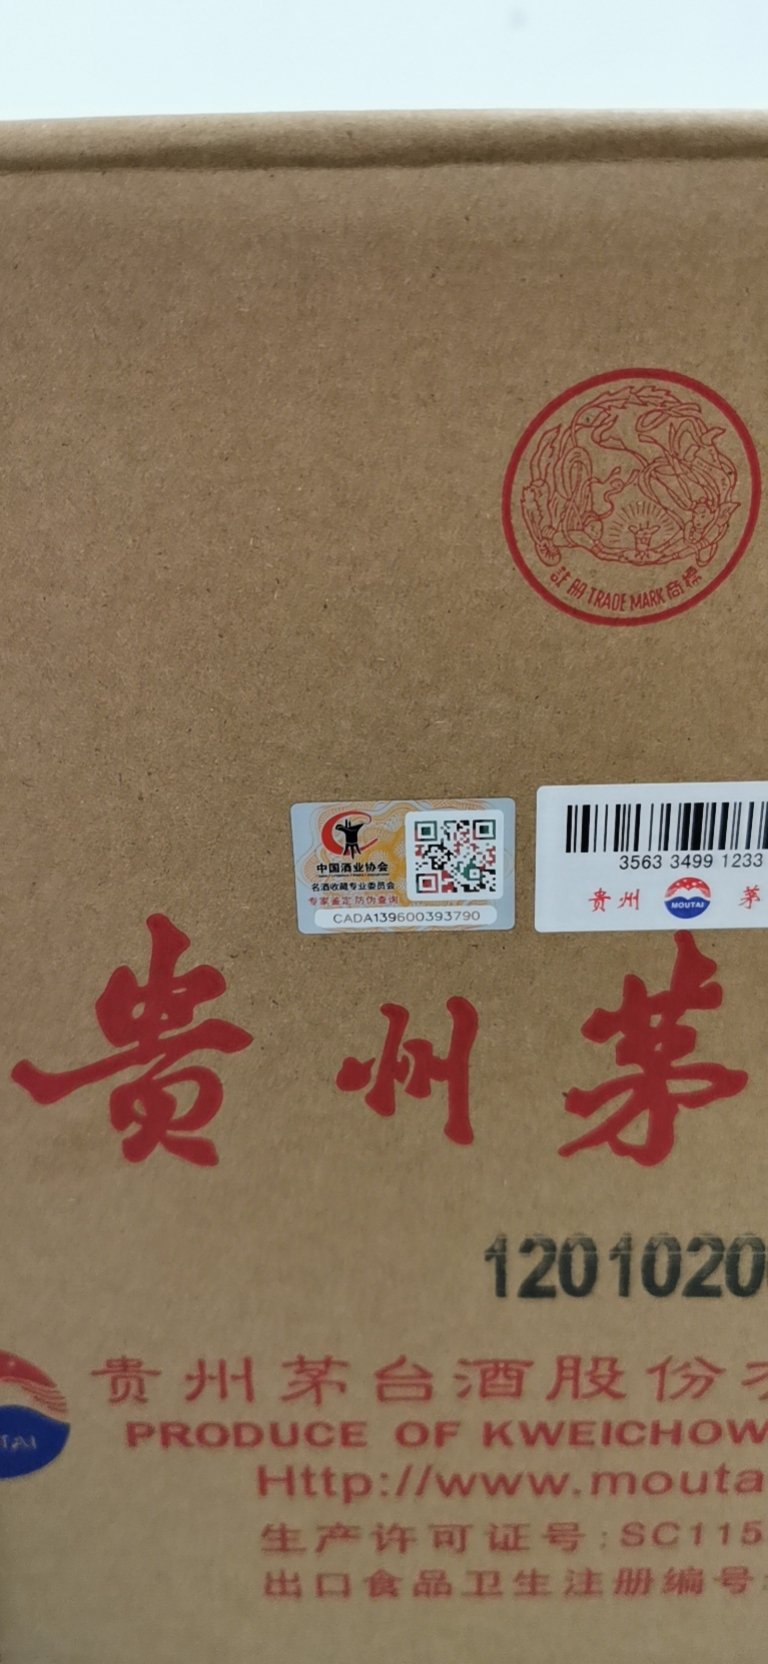 註册 TRADE MARK 商標
中国酒业协会
名酒收藏专业委员会
专家鉴定 防伪查询
CADA139600393790
3563 3499 1233
贵州 MOUTAI 茅
贵州茅
1201020
贵州茅台酒股份
TAI
PRODUCE OF KWEICHOW
Http://www.mouta
生产许可证号:SC115
出口食品卫生注册编号